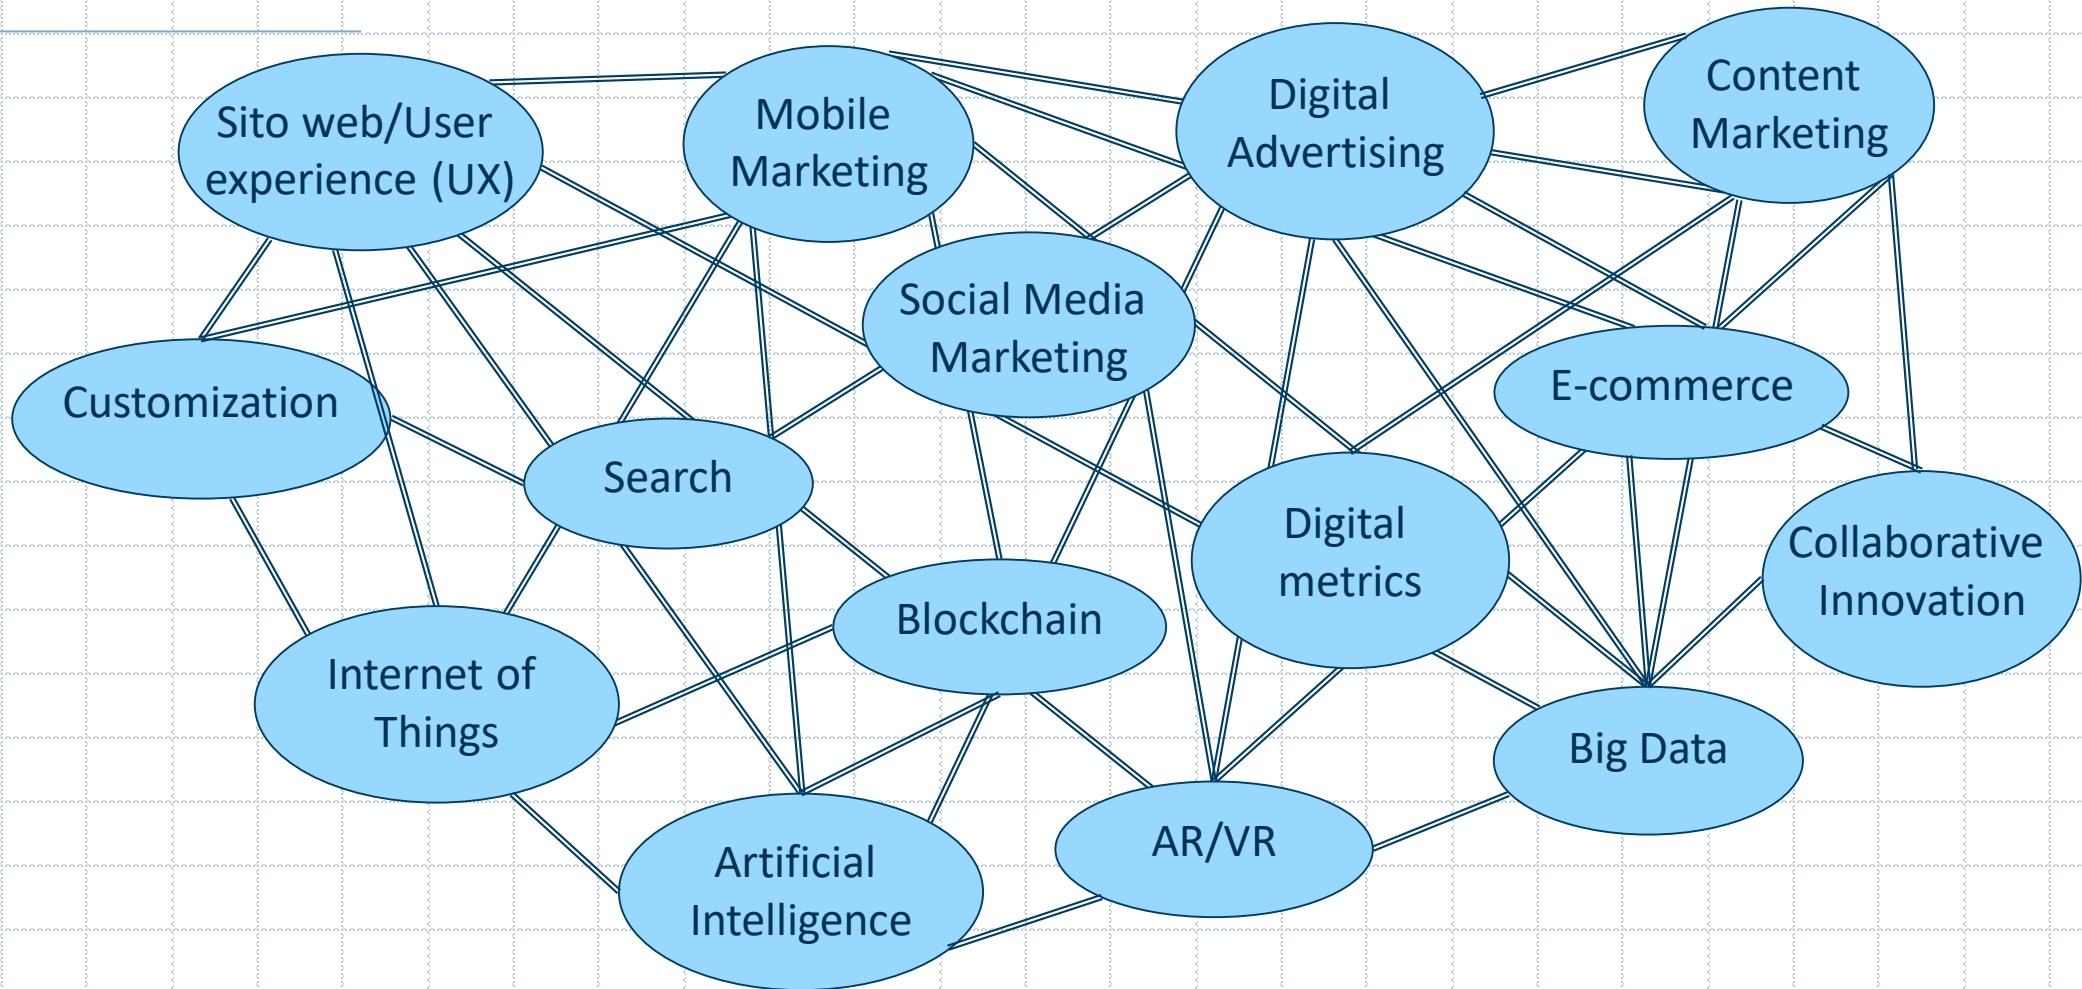 Sito web/User
experience (UX)
Mobile
Marketing
Digital
Advertising
Content
Marketing
Social Media
Marketing
Customization
E-commerce
Search
Digital
metrics
Collaborative
Innovation
Blockchain
Internet of
Things
Big Data
AR/VR
Artificial
Intelligence